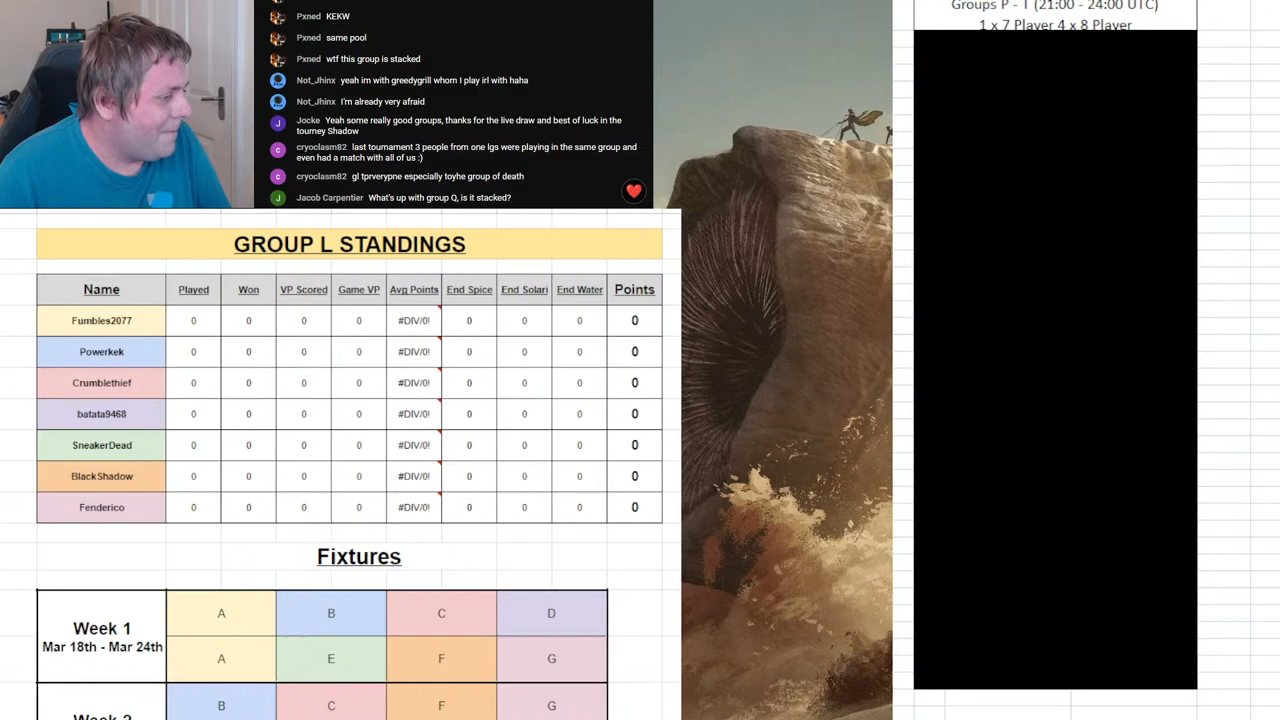 Pxned KEKW
Pxned same pool
Pxned wtf this group is stacked
Not_Jhinx yeah im with greedygrill whom I play irl with haha
Not_Jhinx I'm already very afraid
J Jocke Yeah some really good groups, thanks for the live draw and best of luck in the
tourney Shadow
c cryoclasm82 last tournament 3 people from one lgs were playing in the same group and
even had a match with all of us :)
c cryoclasm82 gl tprverypne especially toyhe group of death
J Jacob Carpentier What's up with group Q, is it stacked?
Groups P - T (21:00 - 24:00 UTC)
1 x 7 Player 4 x 8 Player
GROUP L STANDINGS
Name Played Won VP Scored Game VP Avg Points End Spice End Solari End Water Points
Fumbles2077 0 0 0 0 #DIV/0! 0 0 0 0
Powerkek 0 0 0 0 #DIV/0! 0 0 0 0
Crumblethief 0 0 0 0 #DIV/0! 0 0 0 0
batata9468 0 0 0 0 #DIV/0! 0 0 0 0
SneakerDead 0 0 0 0 #DIV/0! 0 0 0 0
BlackShadow 0 0 0 0 #DIV/0! 0 0 0 0
Fenderico 0 0 0 0 #DIV/0! 0 0 0 0
Fixtures
Week 1
Mar 18th - Mar 24th
A B C D
A E F G
Week 2
B C F G